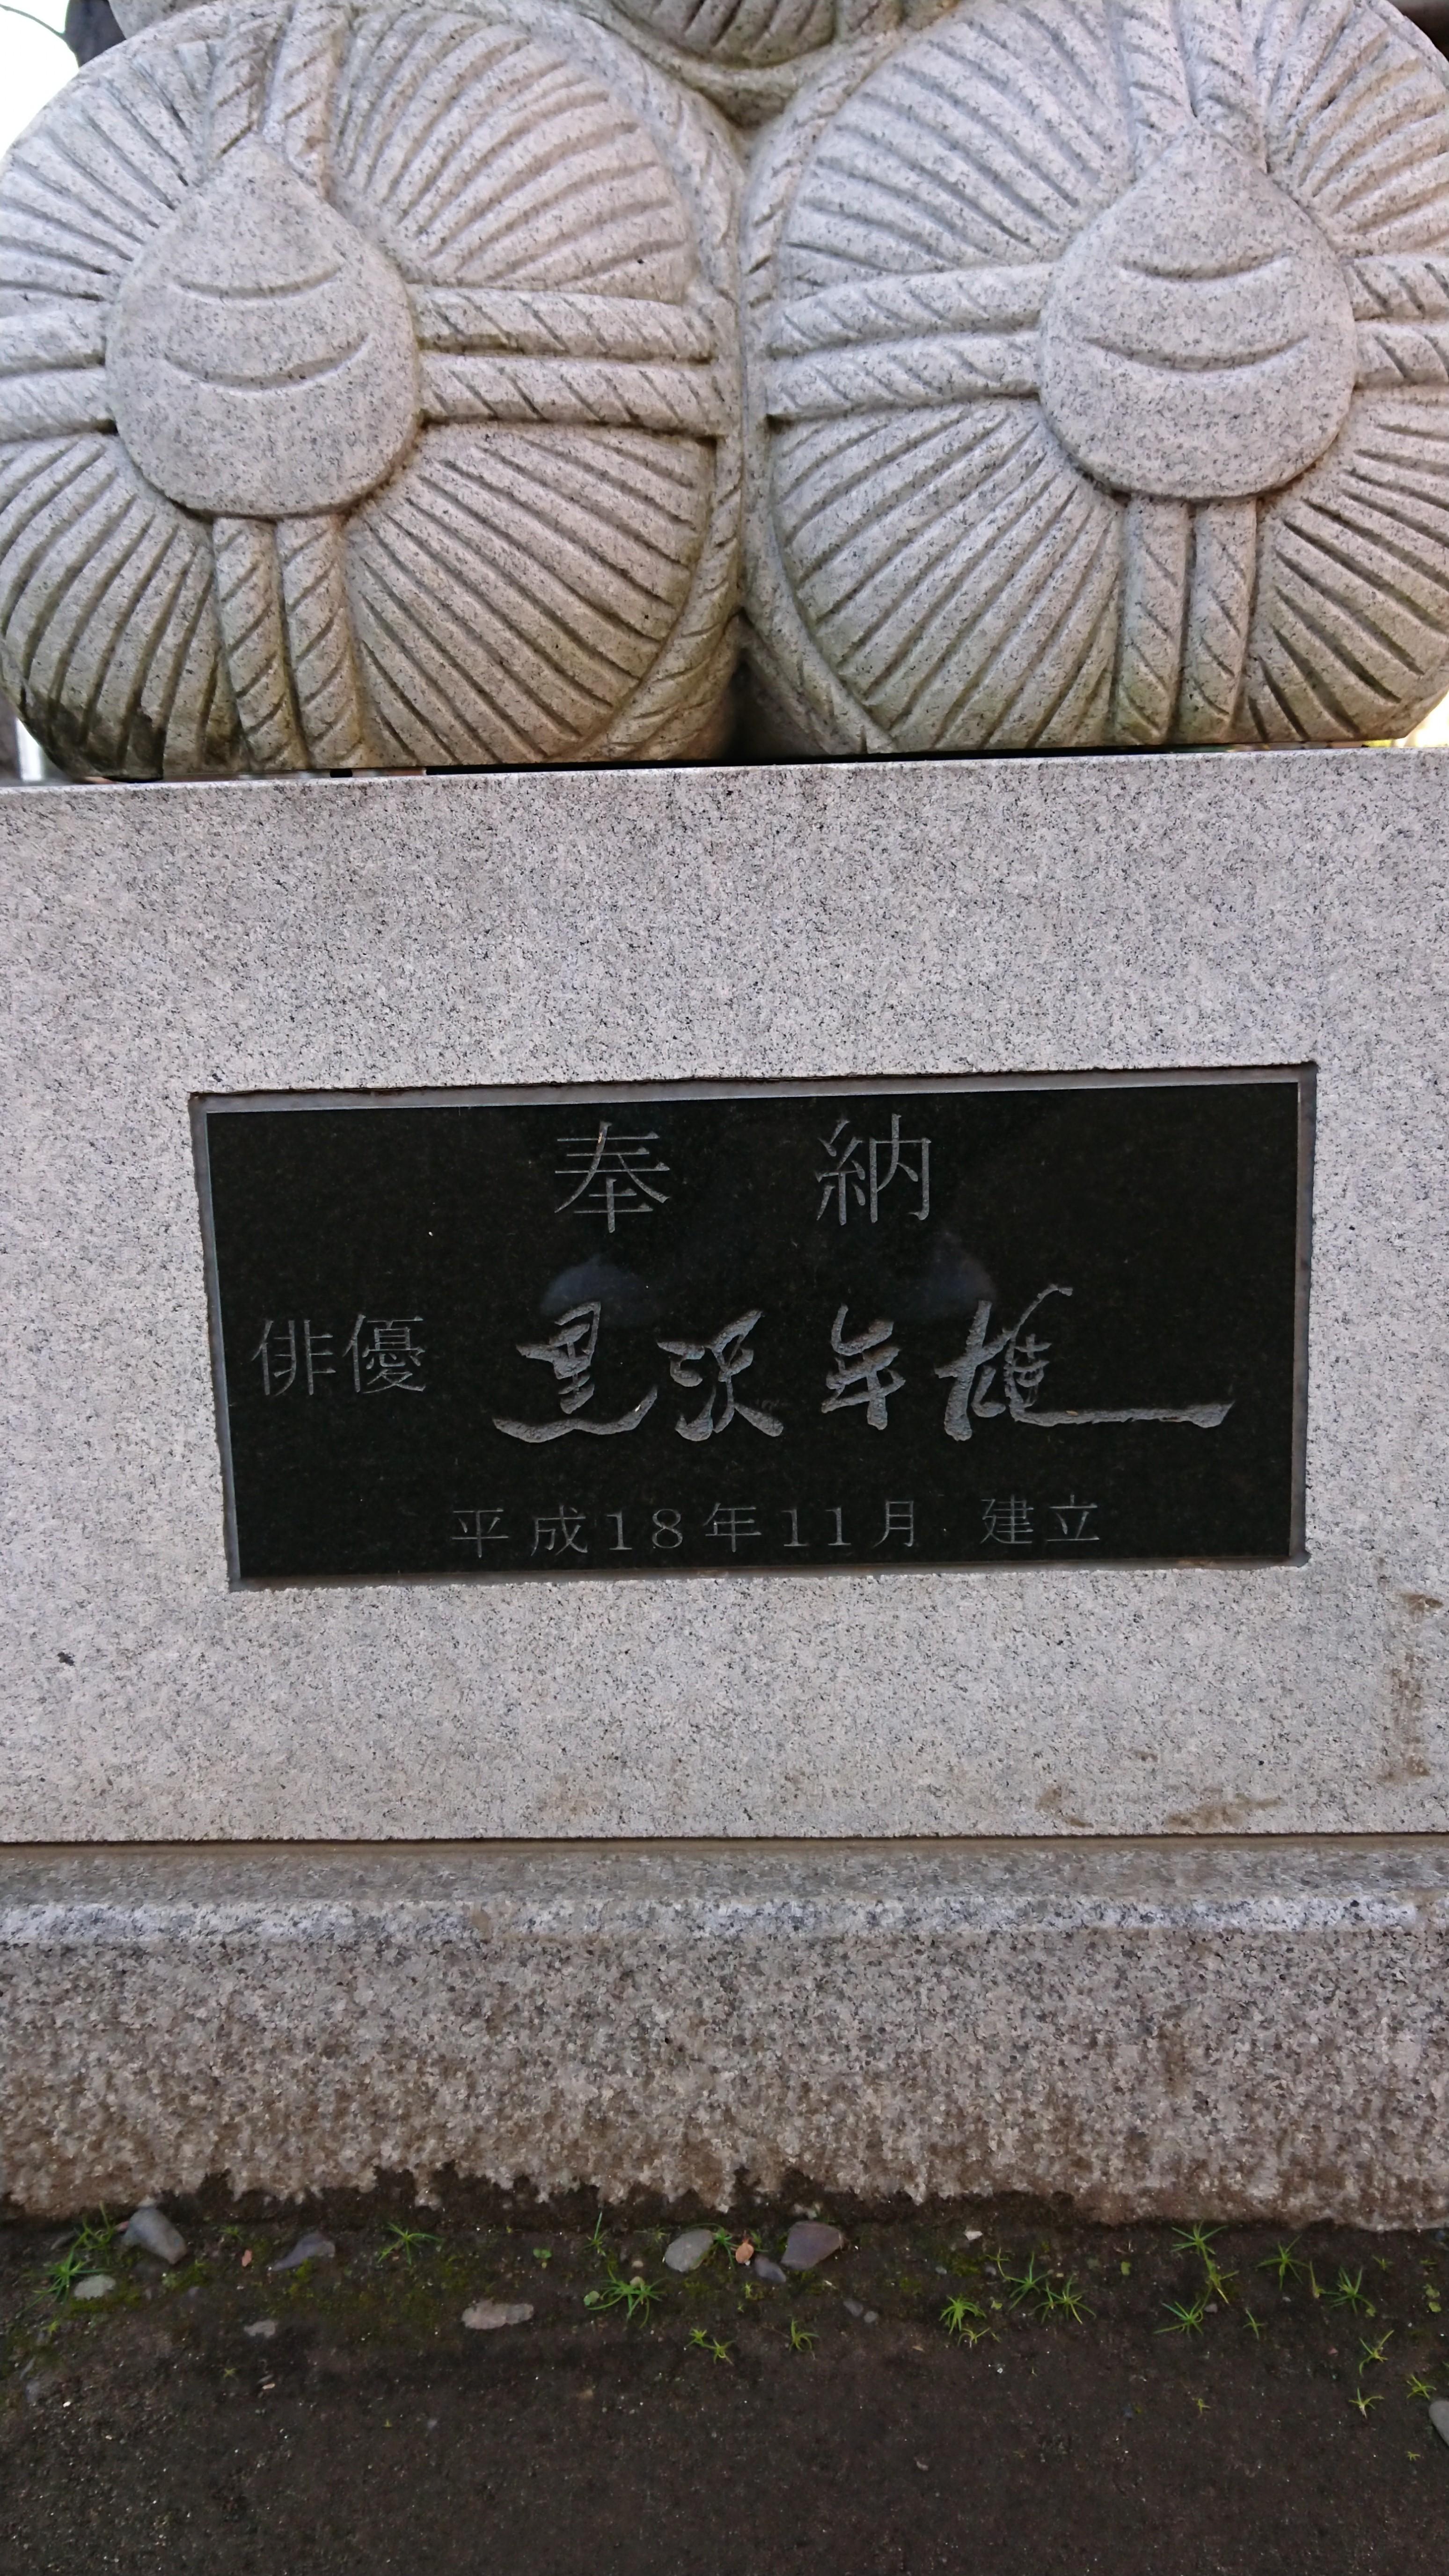 奉納
俳優 黒沢年雄
平成18年11月 建立